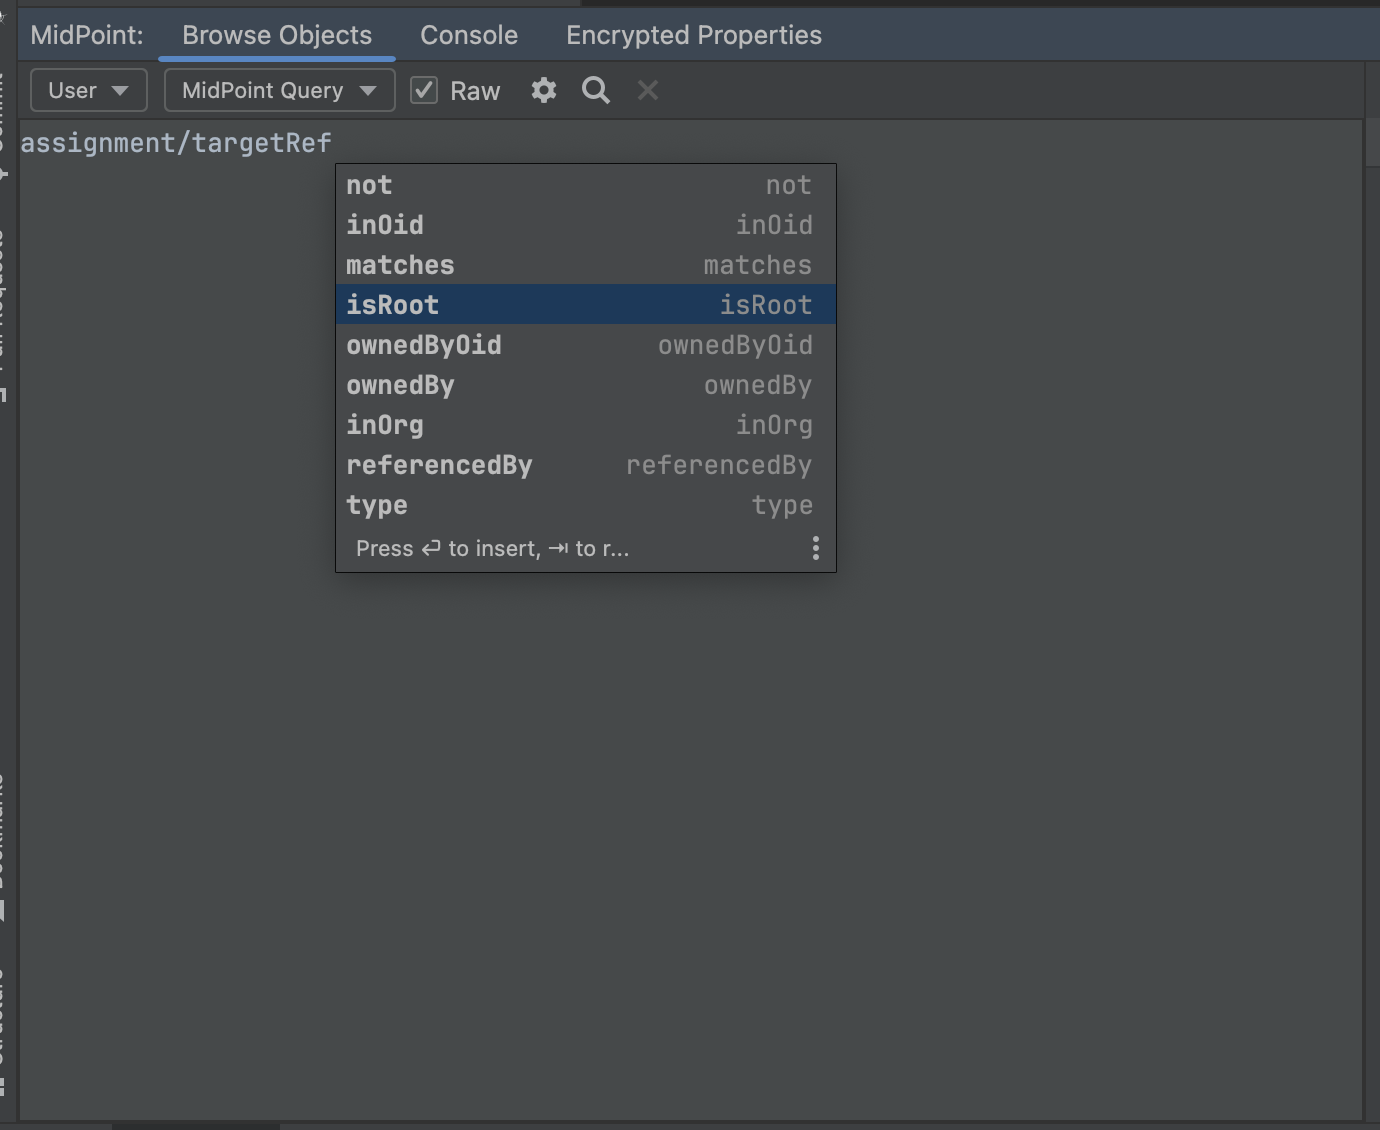 MidPoint: Browse Objects Console Encrypted Properties
User MidPoint Query Raw
assignment/targetRef
not not
inOid inOid
matches matches
isRoot isRoot
ownedByOid ownedByOid
ownedBy ownedBy
inOrg inOrg
referencedBy referencedBy
type type
Press ⏎ to insert, ⇥ to r...